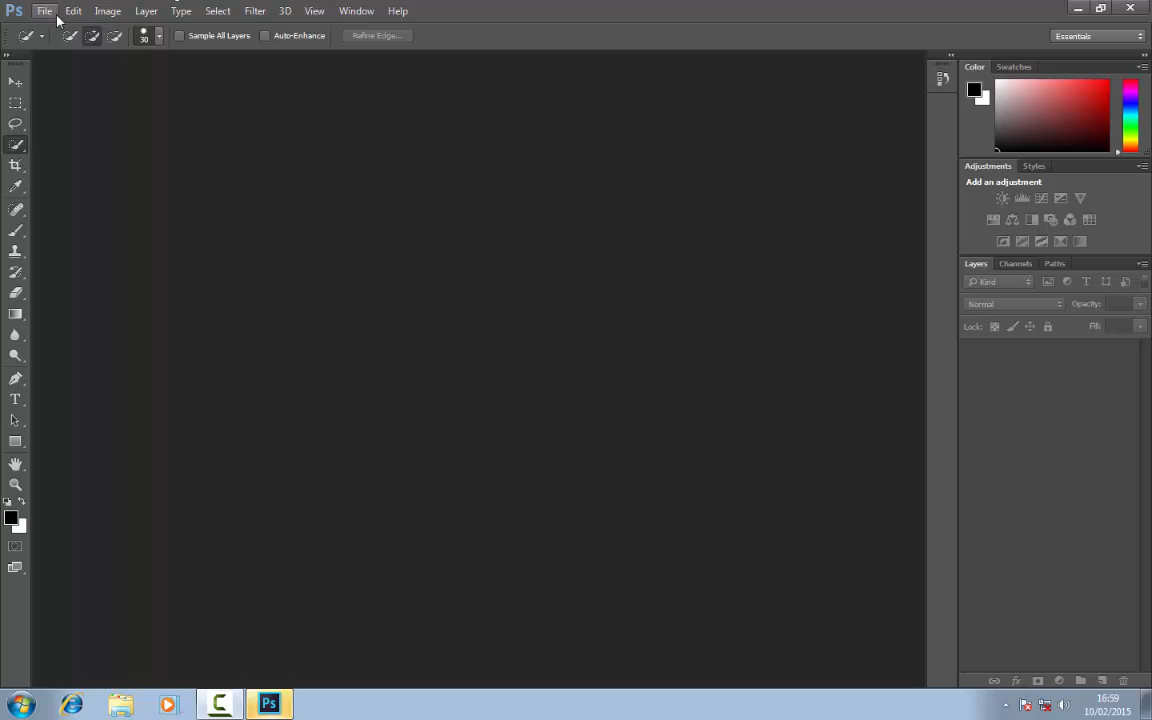 Ps File Edit Image Layer Type Select Filter 3D View Window Help
30 Sample All Layers Auto-Enhance Refine Edge... Essentials
Color Swatches
Adjustments Styles
Add an adjustment
Layers Channels Paths
Kind T
Normal Opacity:
Lock: Fill:
T
fx
Ps
16:59
10/02/2015